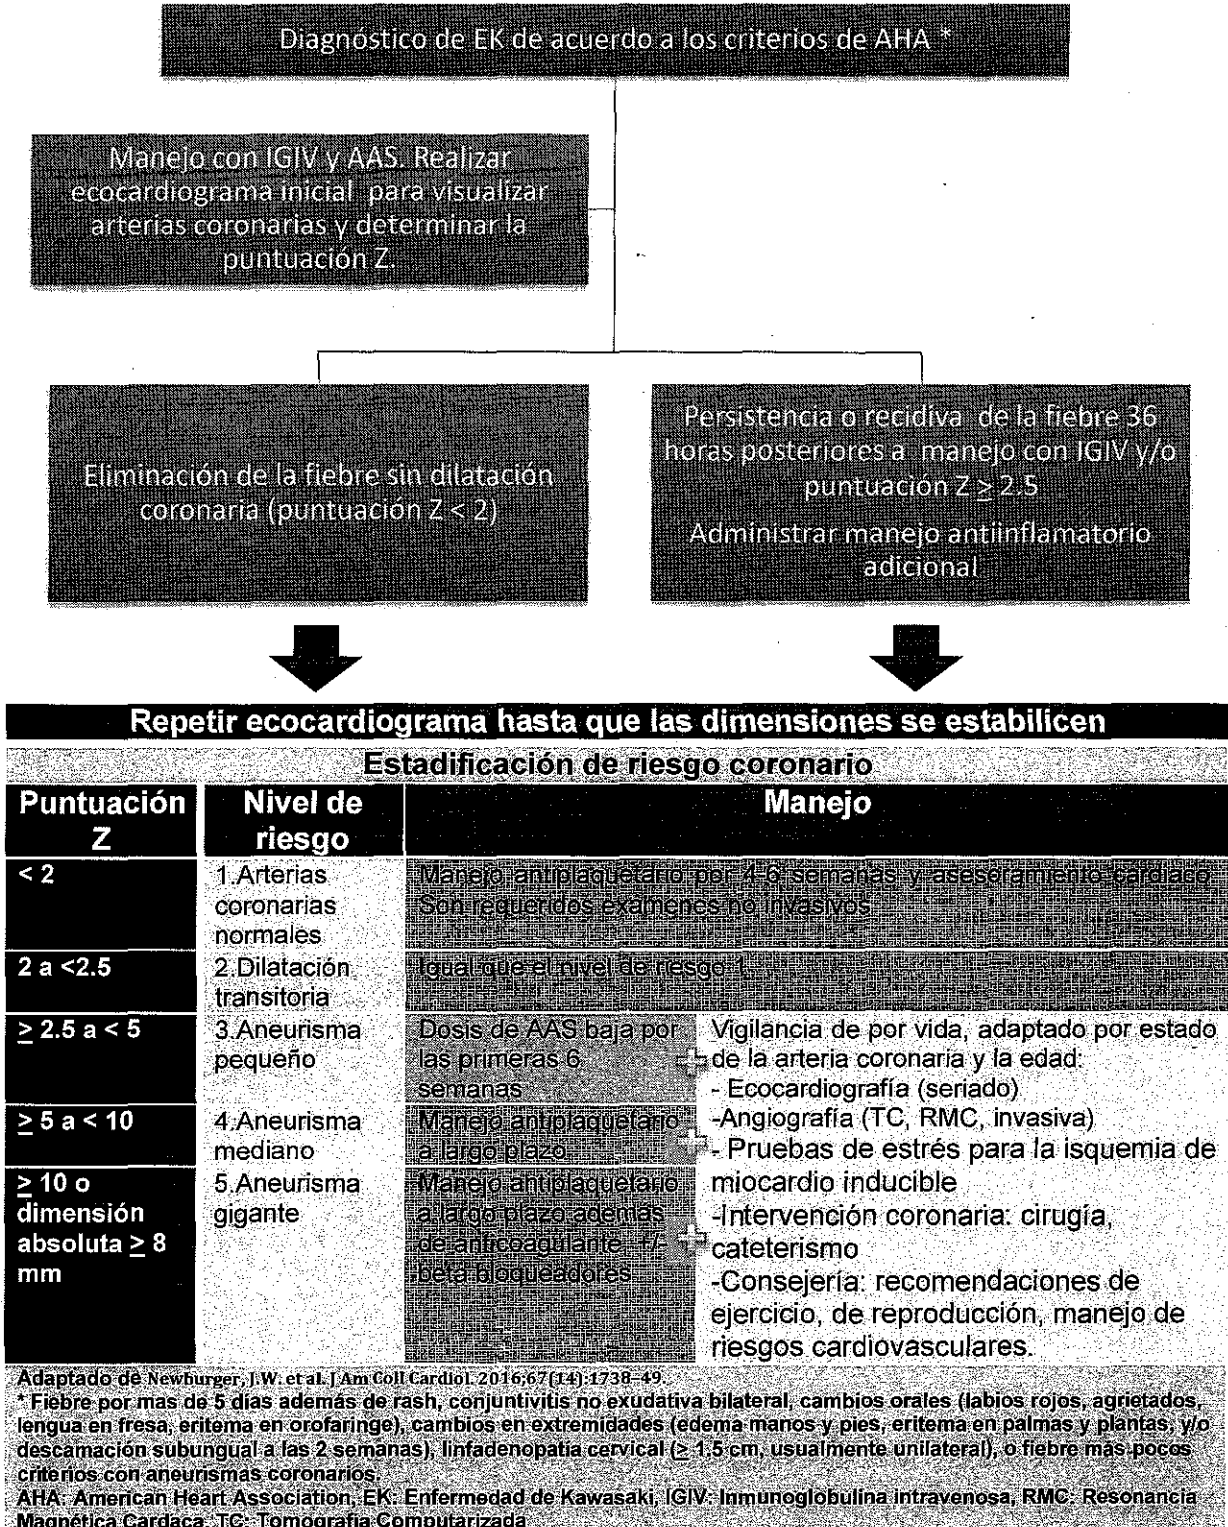 Diagnóstico de EK de acuerdo a los criterios de AHA *
Manejo con IGIV y AAS. Realizar
ecocardiograma inicial para visualizar
arterias coronarias y determinar la
puntuación Z.
Eliminación de la fiebre sin dilatación
coronaria (puntuación Z < 2)
Persistencia o recidiva de la fiebre 36
horas posteriores a manejo con IGIV y/o
puntuación Z ≥ 2.5
Administrar manejo antiinflamatorio
adicional
Repetir ecocardiograma hasta que las dimensiones se estabilicen
Estadificación de riesgo coronario
Puntuación
Z
Nivel de
riesgo
Manejo
< 2
1.Arterias
coronarias
normales
Manejo antiplaquetario por 4-6 semanas y asesoramiento cardiaco
Son requeridos exámenes no invasivos
2 a <2.5
2.Dilatación
transitoria
Igual que el nivel de riesgo 1
≥ 2.5 a < 5
3.Aneurisma
pequeño
Dosis de AAS baja por
las primeras 6
semanas
≥ 5 a < 10
4.Aneurisma
mediano
Manejo antiplaquetario
a largo plazo
≥ 10 o
dimensión
absoluta ≥ 8
mm
5.Aneurisma
gigante
Manejo antiplaquetario
a largo plazo además
de anticoagulante +/-
beta bloqueadores
Vigilancia de por vida, adaptado por estado
de la arteria coronaria y la edad:
- Ecocardiografía (seriado)
-Angiografía (TC, RMC, invasiva)
- Pruebas de estrés para la isquemia de
miocardio inducible
-Intervención coronaria: cirugía,
cateterismo
-Consejería: recomendaciones de
ejercicio, de reproducción, manejo de
riesgos cardiovasculares.
Adaptado de Newburger, J.W. et al. J Am Coll Cardiol. 2016;67(14):1738–49.
* Fiebre por mas de 5 días además de rash, conjuntivitis no exudativa bilateral, cambios orales (labios rojos, agrietados,
lengua en fresa, eritema en orofaringe), cambios en extremidades (edema manos y pies, eritema en palmas y plantas, y/o
descamación subungual a las 2 semanas), linfadenopatía cervical (≥ 1.5 cm, usualmente unilateral), o fiebre más pocos
criterios con aneurismas coronarios.
AHA: American Heart Association, EK: Enfermedad de Kawasaki, IGIV: Inmunoglobulina intravenosa, RMC: Resonancia
Magnética Cardaca, TC: Tomografía Computarizada